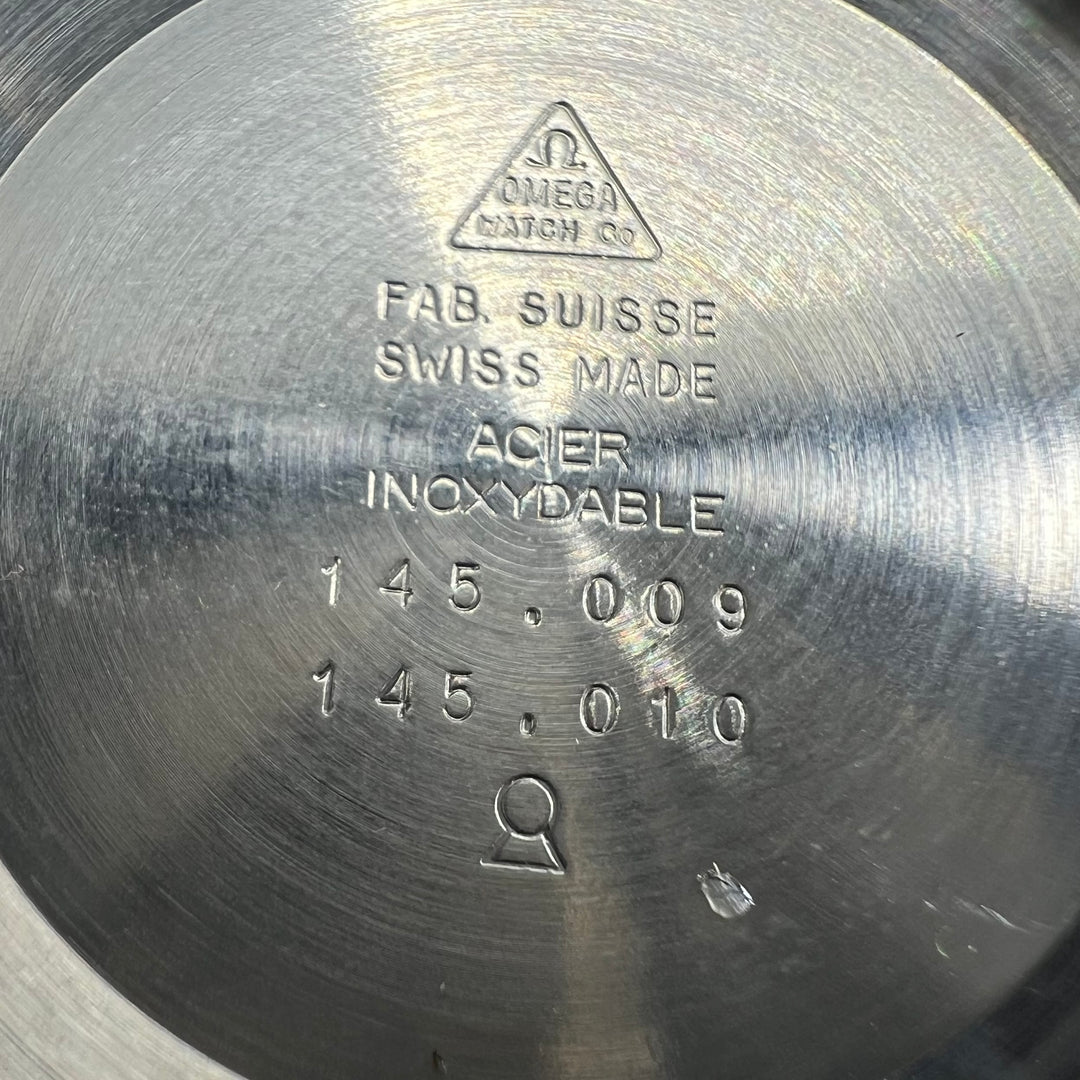 Ω
OMEGA
WATCH Co
FAB. SUISSE
SWISS MADE
ACIER
INOXYDABLE
145.009
145.010